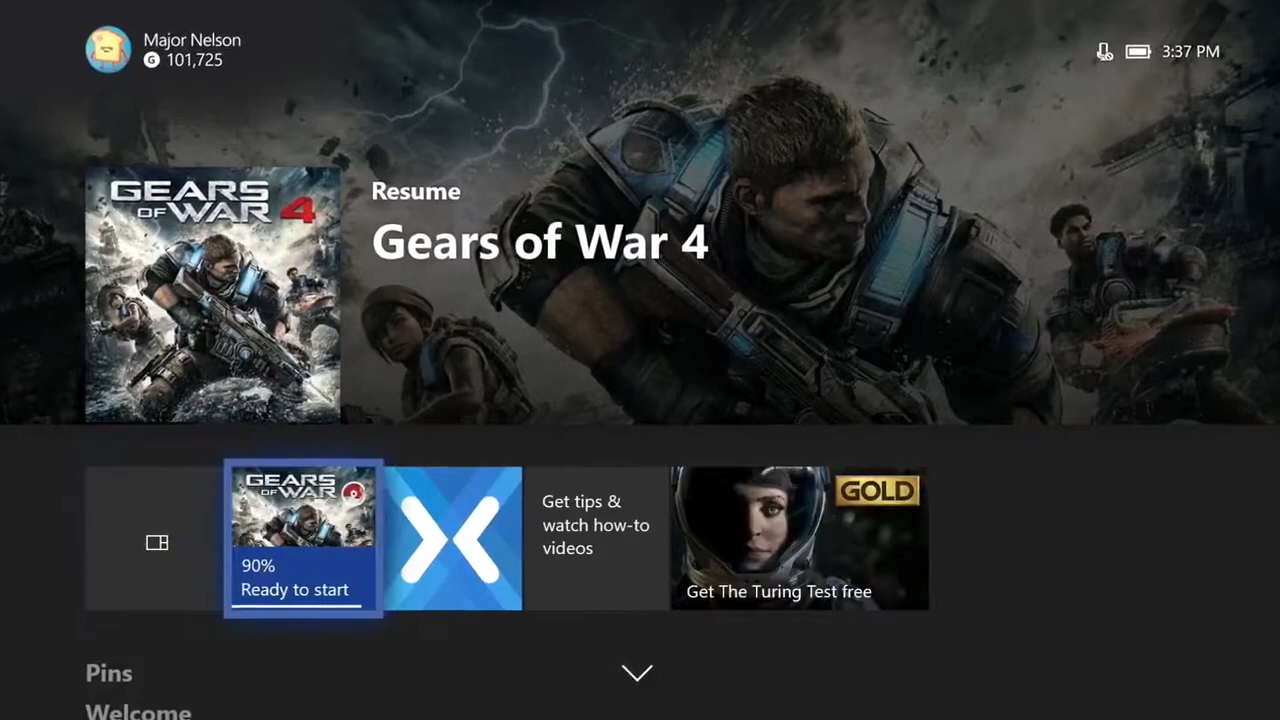 Major Nelson
G 101,725
3:37 PM
GEARS
OF WAR 4
Resume
Gears of War 4
GEARS
OF WAR
90%
Ready to start
Get tips &
watch how-to
videos
GOLD
Get The Turing Test free
Pins
Welcome